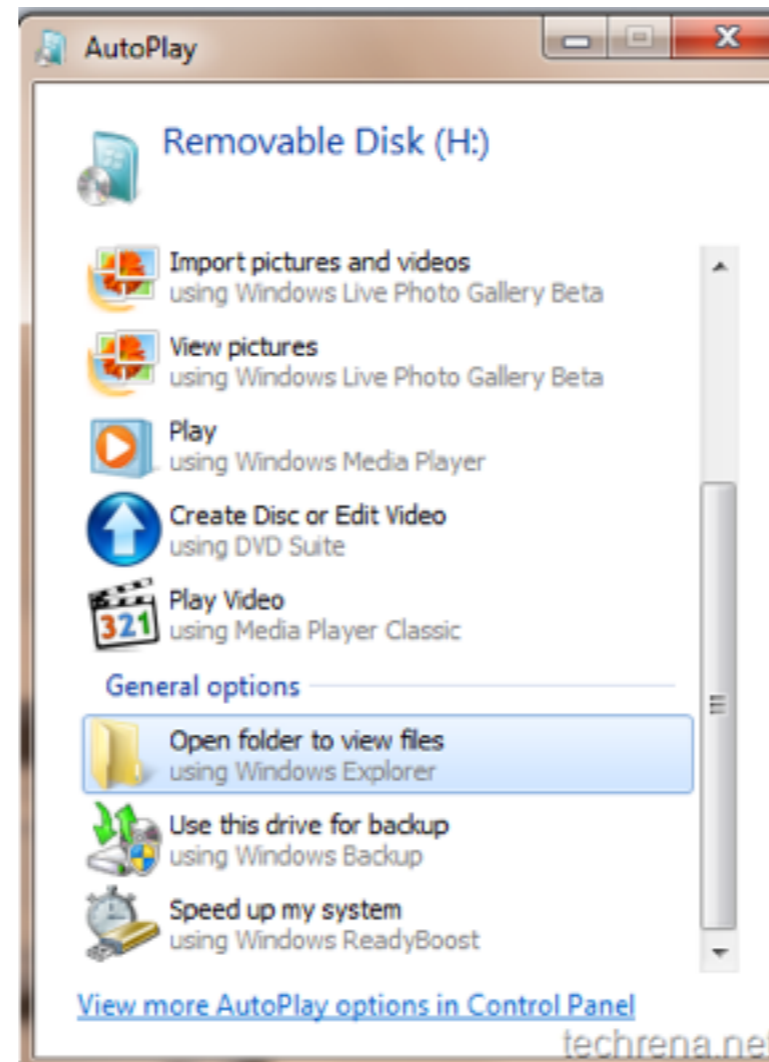 AutoPlay
Removable Disk (H:)
Import pictures and videos
using Windows Live Photo Gallery Beta
View pictures
using Windows Live Photo Gallery Beta
Play
using Windows Media Player
Create Disc or Edit Video
using DVD Suite
321
Play Video
using Media Player Classic
General options
Open folder to view files
using Windows Explorer
Use this drive for backup
using Windows Backup
Speed up my system
using Windows ReadyBoost
View more AutoPlay options in Control Panel
techrena.net